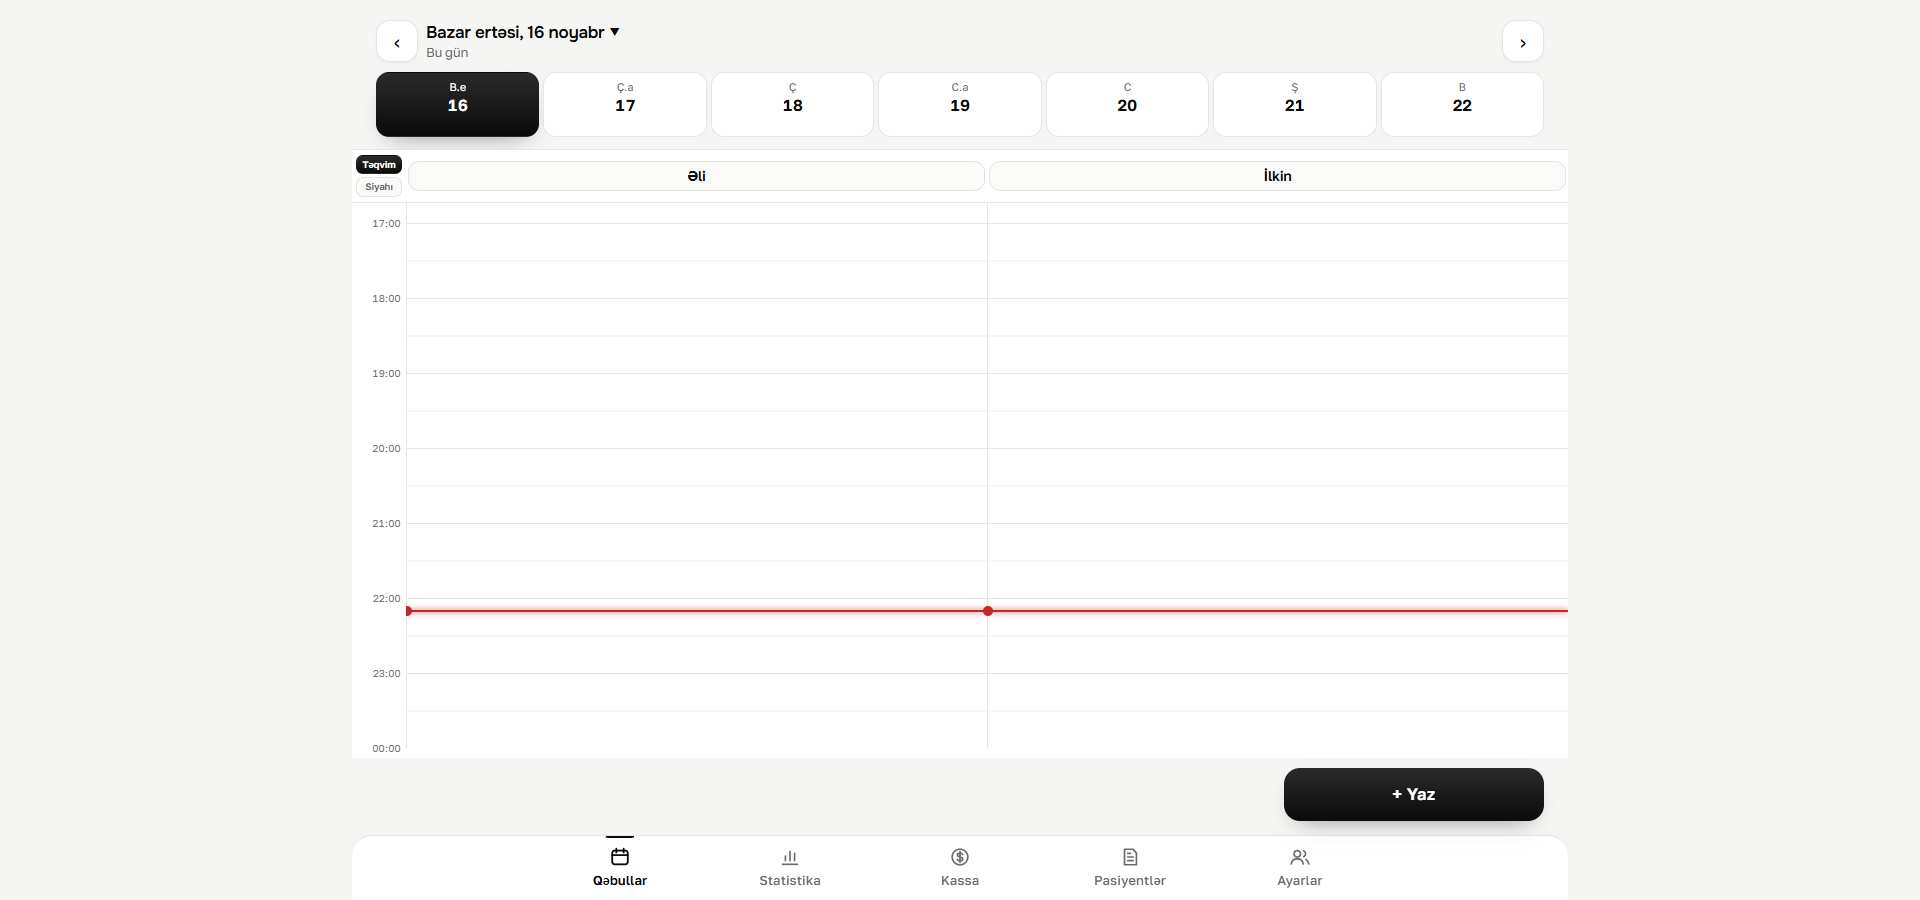 ‹
Bazar ertəsi, 16 noyabr ▼
Bu gün
›
B.e
16
Ç.a
17
Ç
18
C.a
19
C
20
Ş
21
B
22
Təqvim
Siyahı
Əli
İlkin
17:00
18:00
19:00
20:00
21:00
22:00
23:00
00:00
+ Yaz
Qəbullar
Statistika
Kassa
Pasiyentlər
Ayarlar